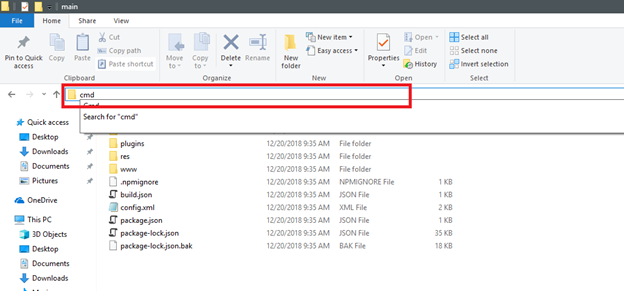 main
File Home Share View
Pin to Quick access
Copy
Paste
Cut
Copy path
Paste shortcut
Clipboard
Move to
Copy to
Delete
Rename
Organize
New folder
New item
Easy access
New
Properties
Open
Edit
History
Open
Select all
Select none
Invert selection
Select
cmd
Cmd
Search for "cmd"
Quick access
Desktop
Downloads
Documents
Pictures
OneDrive
This PC
3D Objects
Desktop
Documents
Downloads
plugins 12/20/2018 9:35 AM File folder
res 12/20/2018 9:35 AM File folder
www 12/20/2018 9:35 AM File folder
.npmignore 12/20/2018 9:35 AM NPMIGNORE File 1 KB
build.json 12/20/2018 9:35 AM JSON File 1 KB
config.xml 12/20/2018 9:35 AM XML File 2 KB
package.json 12/20/2018 9:35 AM JSON File 1 KB
package-lock.json 12/20/2018 9:35 AM JSON File 35 KB
package-lock.json.bak 12/20/2018 9:35 AM BAK File 18 KB